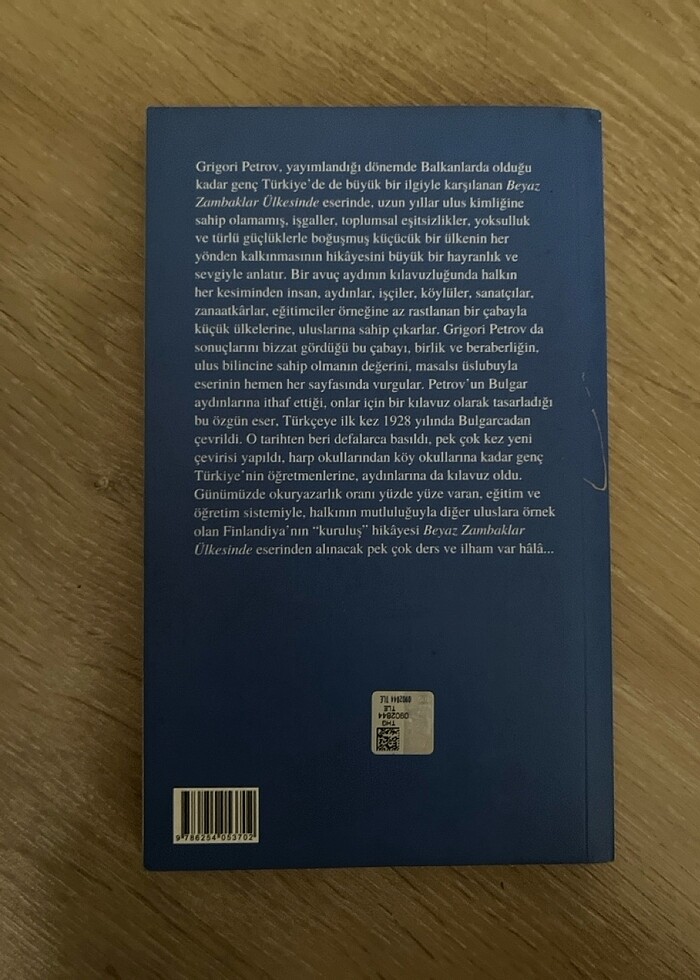 Grigori Petrov, yayımlandığı dönemde Balkanlarda olduğu
kadar genç Türkiye'de de büyük bir ilgiyle karşılanan Beyaz
Zambaklar Ülkesinde eserinde, uzun yıllar ulus kimliğine
sahip olamamış, işgaller, toplumsal eşitsizlikler, yoksulluk
ve türlü güçlüklerle boğuşmuş küçücük bir ülkenin her
yönden kalkınmasının hikâyesini büyük bir hayranlık ve
sevgiyle anlatır. Bir avuç aydının kılavuzluğunda halkın
her kesiminden insan, aydınlar, işçiler, köylüler, sanatçılar,
zanaatkârlar, eğitimciler örneğine az rastlanan bir çabayla
küçük ülkelerine, uluslarına sahip çıkarlar. Grigori Petrov da
sonuçlarını bizzat gördüğü bu çabayı, birlik ve beraberliğin,
ulus bilincine sahip olmanın değerini, masalsı üslubuyla
eserinin hemen her sayfasında vurgular. Petrov'un Bulgar
aydınlarına ithaf ettiği, onlar için bir kılavuz olarak tasarladığı
bu özgün eser, Türkçeye ilk kez 1928 yılında Bulgarcadan
çevrildi. O tarihten beri defalarca basıldı, pek çok kez yeni
çevirisi yapıldı, harp okullarından köy okullarına kadar genç
Türkiye'nin öğretmenlerine, aydınlarına da kılavuz oldu.
Günümüzde okuryazarlık oranı yüzde yüze varan, eğitim ve
öğretim sistemiyle, halkının mutluluğuyla diğer uluslara örnek
olan Finlandiya'nın “kuruluş” hikâyesi Beyaz Zambaklar
Ülkesinde eserinden alınacak pek çok ders ve ilham var hâlâ...
THG
0902844
TLE
0902844 TLE
9 786254 053702